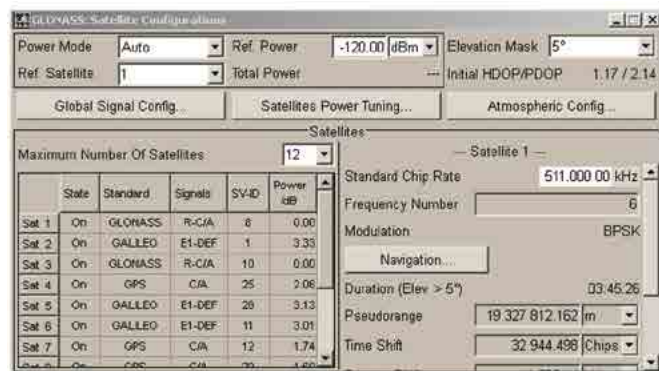 GLONASS: Satellite Configurations
Power Mode Auto Ref. Power -120.00 dBm Elevation Mask 5°
Ref. Satellite 1 Total Power --- Initial HDOP/PDOP 1.17 / 2.14
Global Signal Config... Satellites Power Tuning... Atmospheric Config...
Satellites
Maximum Number Of Satellites 12
State Standard Signals SV-ID Power /dB
Sat 1 On GLONASS R-C/A 8 0.00
Sat 2 On GALILEO E1-DEF 1 3.33
Sat 3 On GLONASS R-C/A 10 0.00
Sat 4 On GPS C/A 25 2.06
Sat 5 On GALILEO E1-DEF 28 3.13
Sat 6 On GALILEO E1-DEF 11 3.01
Sat 7 On GPS C/A 12 1.74
Satellite 1
Standard Chip Rate 511.000 00 kHz
Frequency Number 6
Modulation BPSK
Navigation...
Duration (Elev > 5°) 03:45:26
Pseudorange 19 327 812.162 m
Time Shift 32 944.498 Chips